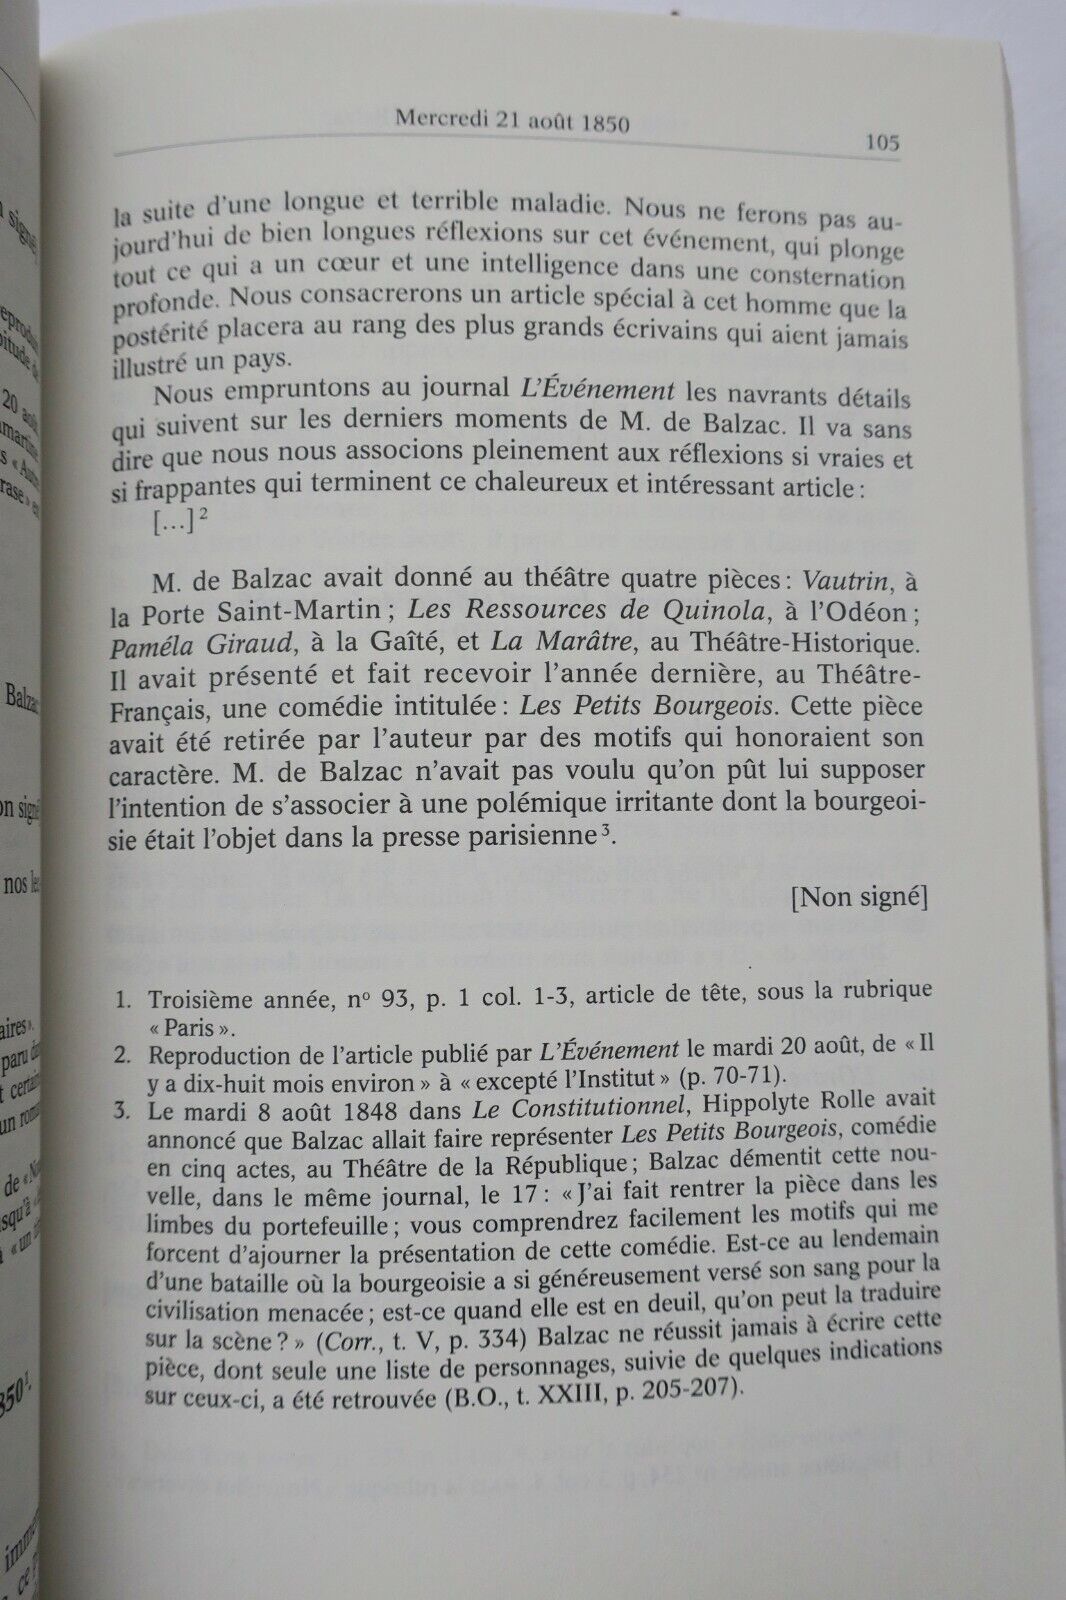 Mercredi 21 août 1850
105
la suite d'une longue et terrible maladie. Nous ne ferons pas au-
jourd'hui de bien longues réflexions sur cet événement, qui plonge
tout ce qui a un cœur et une intelligence dans une consternation
profonde. Nous consacrerons un article spécial à cet homme que la
postérité placera au rang des plus grands écrivains qui aient jamais
illustré un pays.
Nous empruntons au journal L'Événement les navrants détails
qui suivent sur les derniers moments de M. de Balzac. Il va sans
dire que nous nous associons pleinement aux réflexions si vraies et
si frappantes qui terminent ce chaleureux et intéressant article :
[...] 2
M. de Balzac avait donné au théâtre quatre pièces : Vautrin, à
la Porte Saint-Martin ; Les Ressources de Quinola, à l'Odéon ;
Paméla Giraud, à la Gaîté, et La Marâtre, au Théâtre-Historique.
Il avait présenté et fait recevoir l'année dernière, au Théâtre-
Français, une comédie intitulée : Les Petits Bourgeois. Cette pièce
avait été retirée par l'auteur par des motifs qui honoraient son
caractère. M. de Balzac n'avait pas voulu qu'on pût lui supposer
l'intention de s'associer à une polémique irritante dont la bourgeoi-
sie était l'objet dans la presse parisienne 3.
[Non signé]
1. Troisième année, nº 93, p. 1 col. 1-3, article de tête, sous la rubrique
« Paris ».
2. Reproduction de l'article publié par L'Événement le mardi 20 août, de « Il
y a dix-huit mois environ » à « excepté l'Institut » (p. 70-71).
3. Le mardi 8 août 1848 dans Le Constitutionnel, Hippolyte Rolle avait
annoncé que Balzac allait faire représenter Les Petits Bourgeois, comédie
en cinq actes, au Théâtre de la République ; Balzac démentit cette nou-
velle, dans le même journal, le 17 : « J'ai fait rentrer la pièce dans les
limbes du portefeuille ; vous comprendrez facilement les motifs qui me
forcent d'ajourner la présentation de cette comédie. Est-ce au lendemain
d'une bataille où la bourgeoisie a si généreusement versé son sang pour la
civilisation menacée ; est-ce quand elle est en deuil, qu'on peut la traduire
sur la scène ? » (Corr., t. V, p. 334) Balzac ne réussit jamais à écrire cette
pièce, dont seule une liste de personnages, suivie de quelques indications
sur ceux-ci, a été retrouvée (B.O., t. XXIII, p. 205-207).